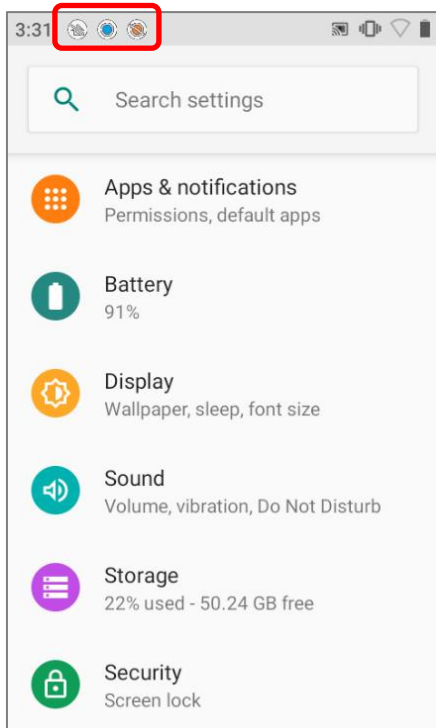 3:31
Search settings
Apps & notifications
Permissions, default apps
Battery
91%
Display
Wallpaper, sleep, font size
Sound
Volume, vibration, Do Not Disturb
Storage
22% used - 50.24 GB free
Security
Screen lock